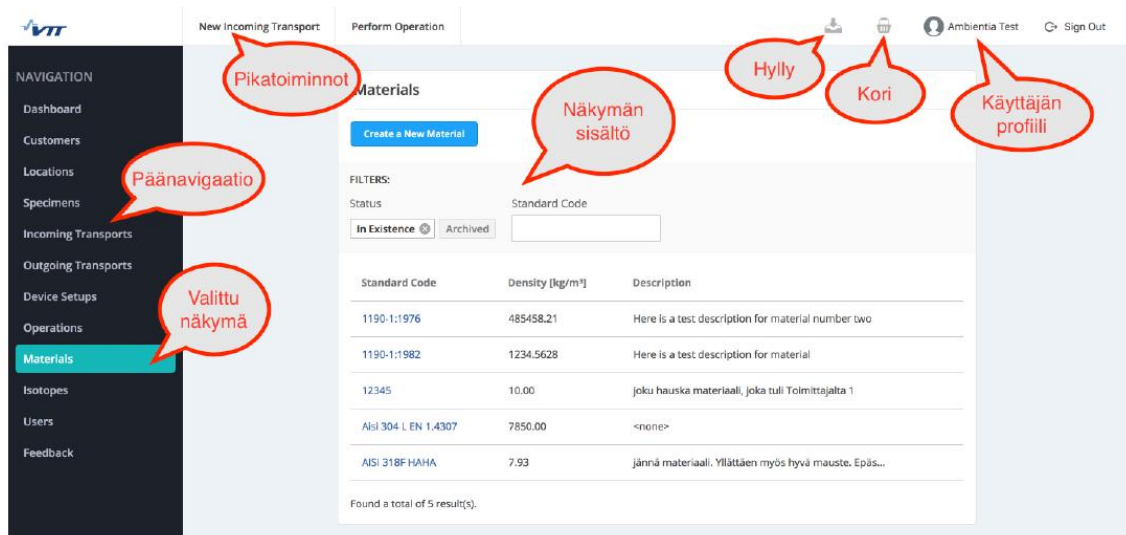 VTT
New Incoming Transport
Perform Operation
Ambientia Test
Sign Out
Pikatoiminnot
Hylly
Kori
Käyttäjän
profiili
NAVIGATION
Dashboard
Customers
Locations
Specimens
Incoming Transports
Outgoing Transports
Device Setups
Operations
Materials
Isotopes
Users
Feedback
Päänavigaatio
Valittu
näkymä
Materials
Näkymän
sisältö
Create a New Material
FILTERS:
Status
Standard Code
In Existence
Archived
Standard Code Density [kg/m³] Description
1190-1:1976 485458.21 Here is a test description for material number two
1190-1:1982 1234.5628 Here is a test description for material
12345 10.00 joku hauska materiaali, joka tuli Toimittajalta 1
Aisi 304 L EN 1.4307 7850.00 <none>
AISI 318F HAHA 7.93 jännä materiaali. Yllättäen myös hyvä mauste. Epäs...
Found a total of 5 result(s).